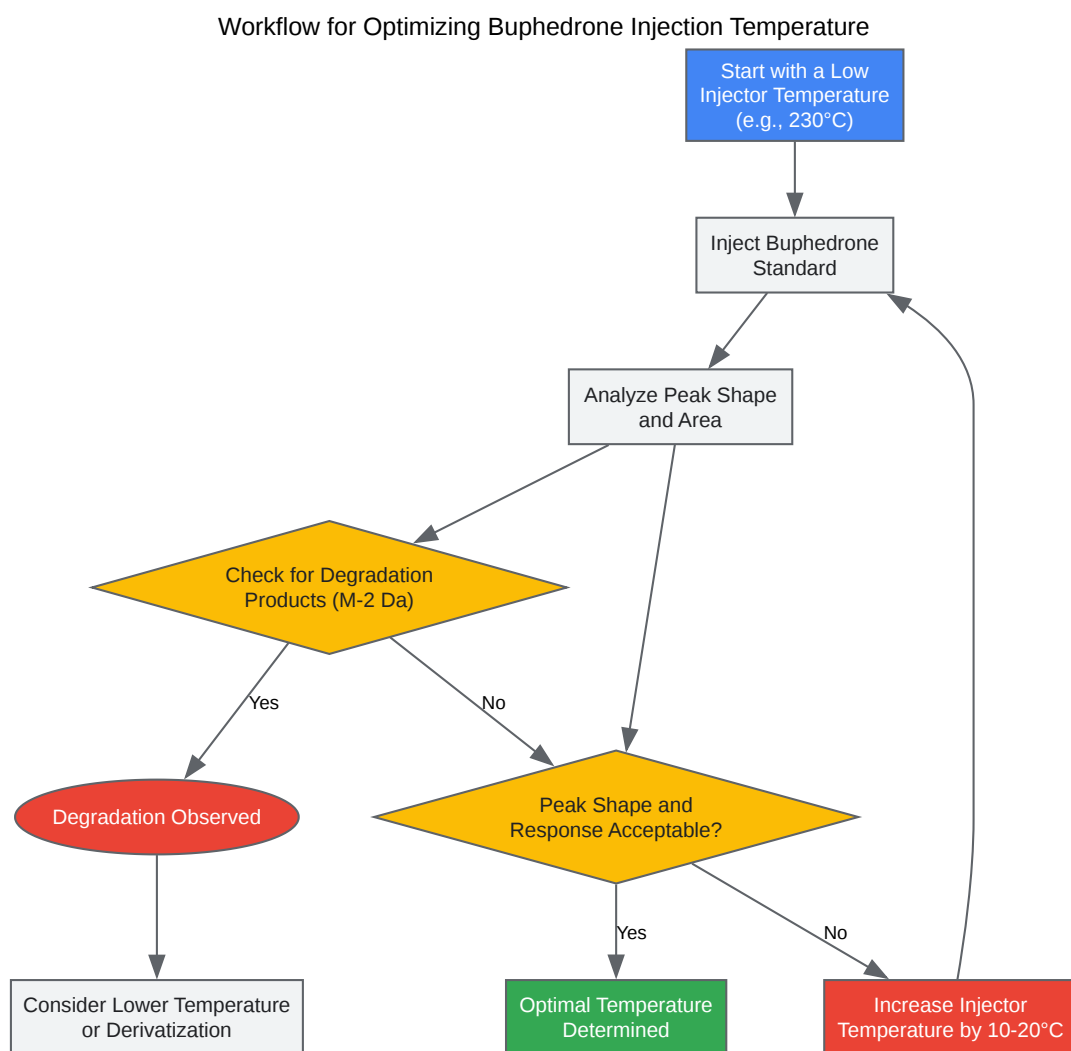 Workflow for Optimizing Buphedrone Injection Temperature
Start with a Low
Injector Temperature
(e.g., 230°C)
Inject Buphedrone
Standard
Analyze Peak Shape
and Area
Check for Degradation
Products (M-2 Da)
Yes
No
Degradation Observed
Peak Shape and
Response Acceptable?
Yes
No
Consider Lower Temperature
or Derivatization
Optimal Temperature
Determined
Increase Injector
Temperature by 10-20°C